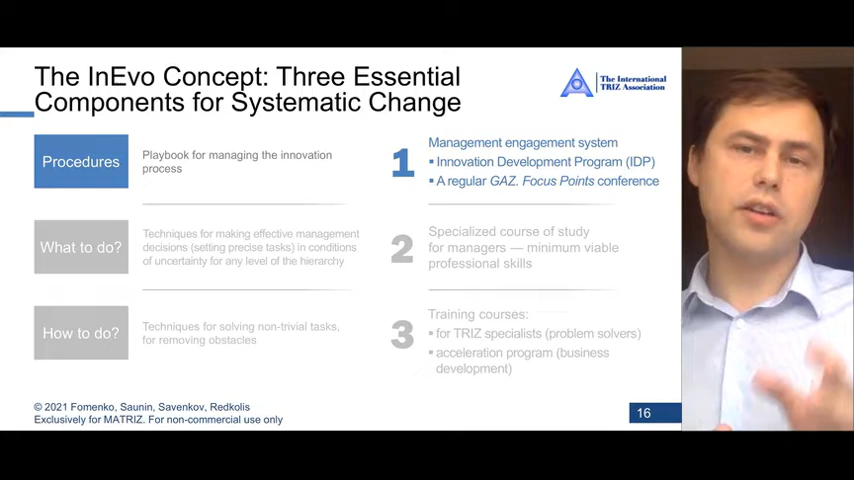 The InEvo Concept: Three Essential
Components for Systematic Change
The International
TRIZ Association
Procedures
Playbook for managing the innovation
process
1
Management engagement system
▪ Innovation Development Program (IDP)
▪ A regular GAZ. Focus Points conference
What to do?
Techniques for making effective management
decisions (setting precise tasks) in conditions
of uncertainty for any level of the hierarchy
2
Specialized course of study
for managers — minimum viable
professional skills
How to do?
Techniques for solving non-trivial tasks,
for removing obstacles
3
Training courses:
▪ for TRIZ specialists (problem solvers)
▪ acceleration program (business
development)
© 2021 Fomenko, Saunin, Savenkov, Redkolis
Exclusively for MATRIZ. For non-commercial use only
16